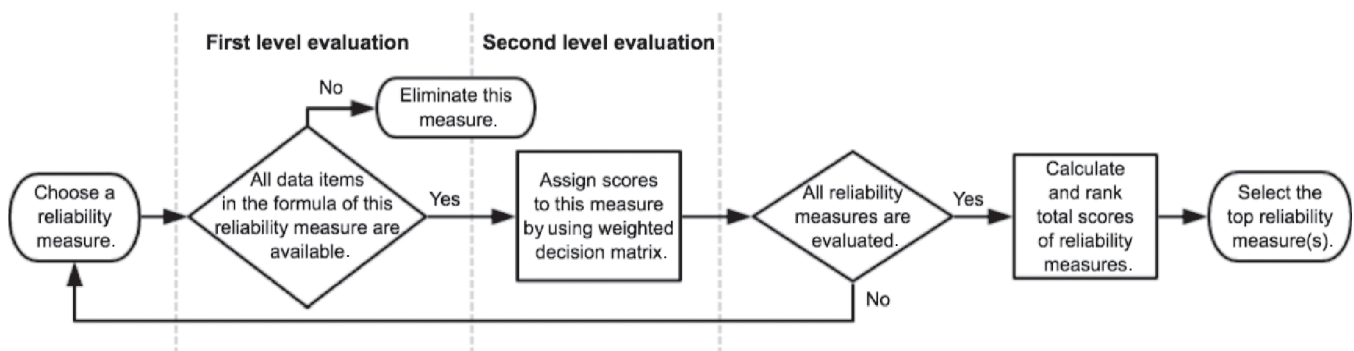 First level evaluation
Second level evaluation
No
Eliminate this
measure.
Choose a
reliability
measure.
All data items
in the formula of this
reliability measure are
available.
Yes
Assign scores
to this measure
by using weighted
decision matrix.
All reliability
measures are
evaluated.
Yes
No
Calculate
and rank
total scores
of reliability
measures.
Select the
top reliability
measure(s).